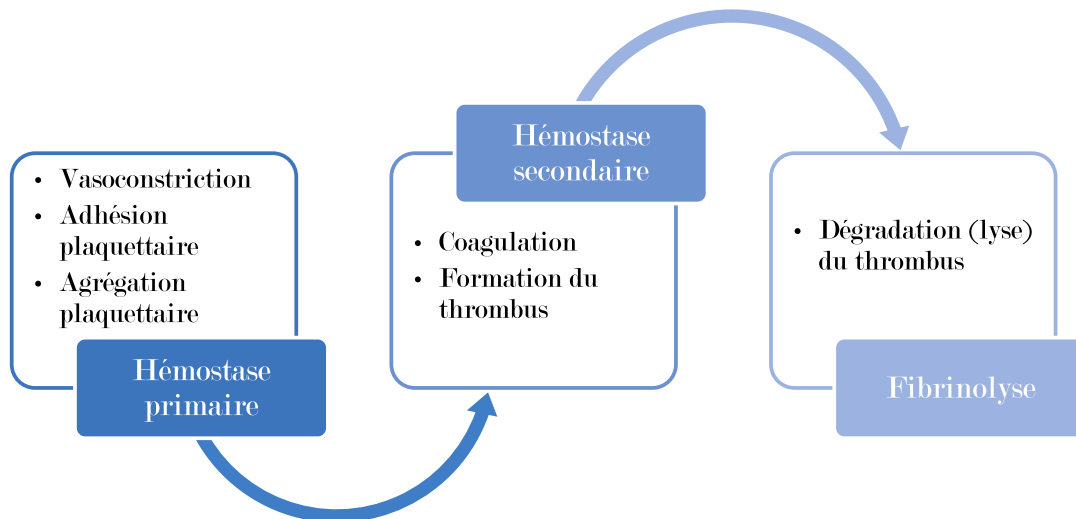 • Vasoconstriction
• Adhésion
plaquettaire
• Agrégation
plaquettaire
Hémostase
primaire
Hémostase
secondaire
• Coagulation
• Formation du
thrombus
• Dégradation (lyse)
du thrombus
Fibrinolyse